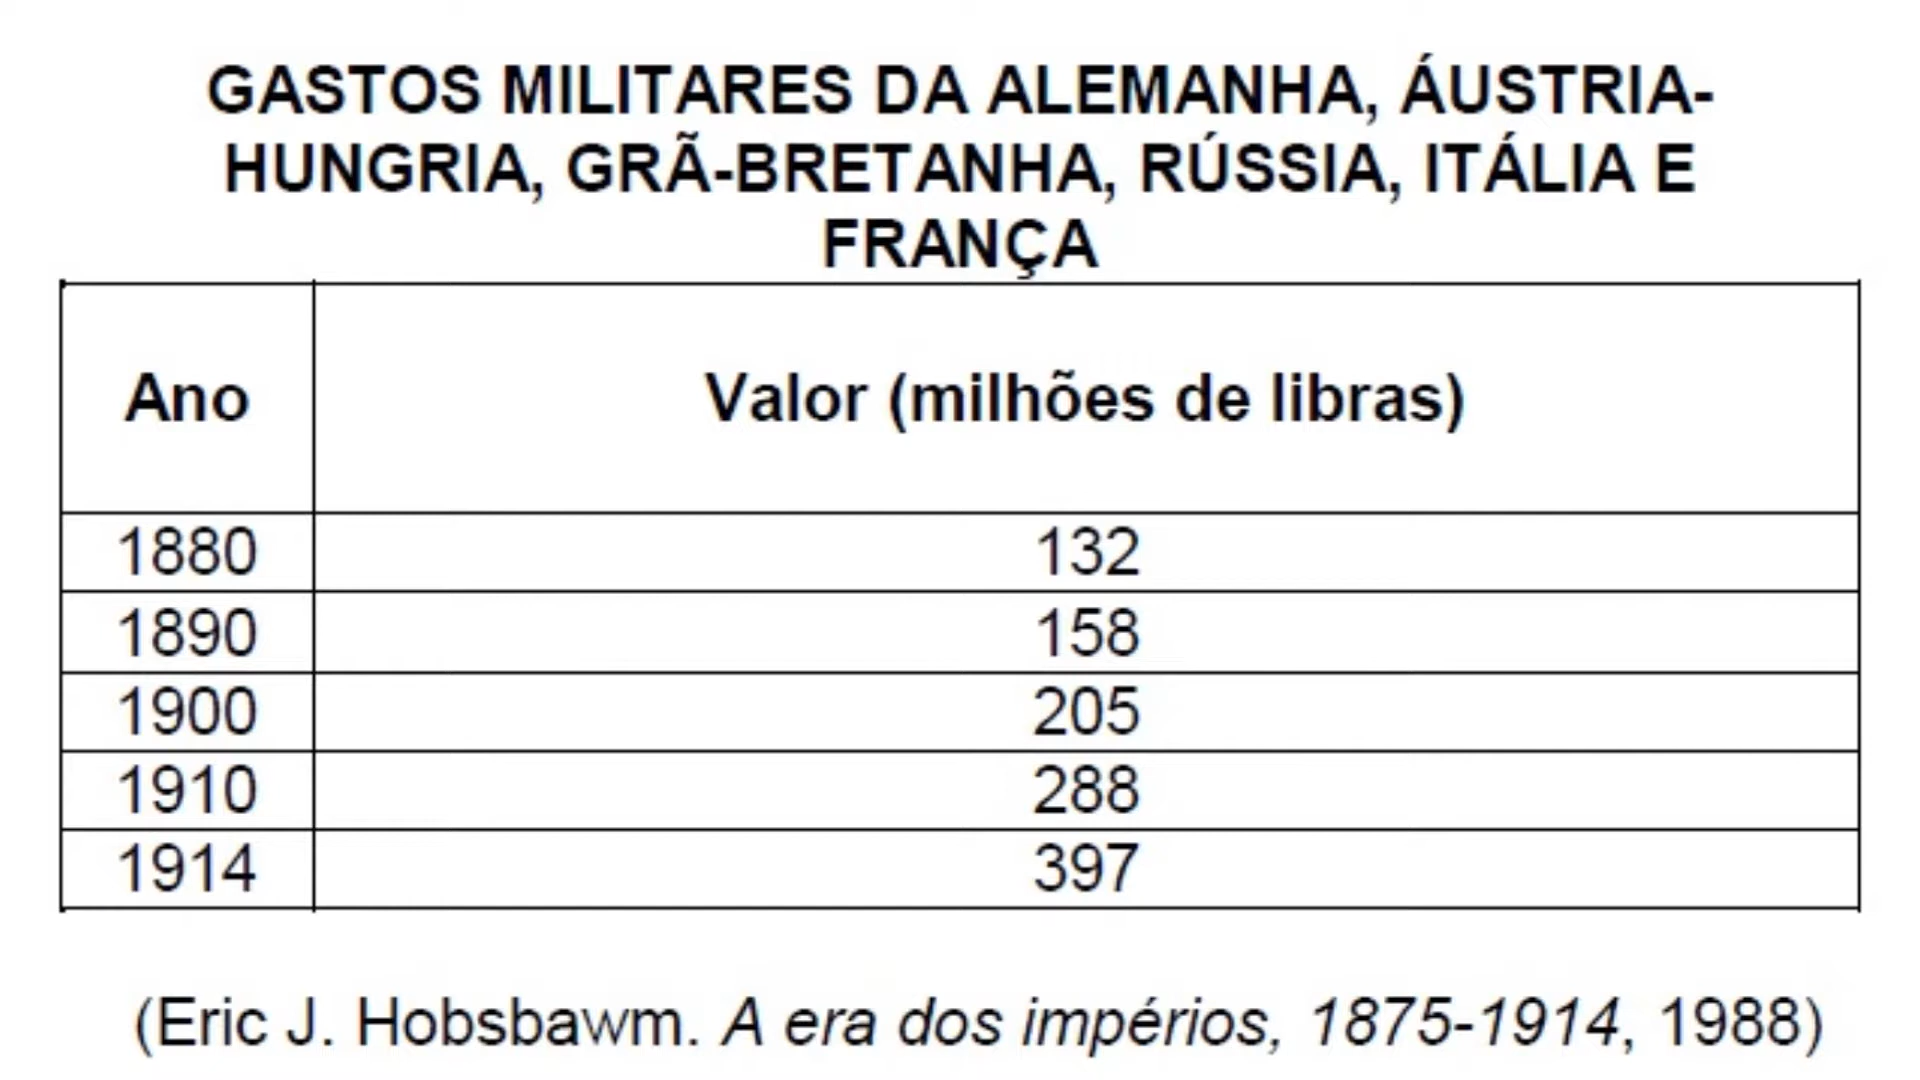 GASTOS MILITARES DA ALEMANHA, ÁUSTRIA-
HUNGRIA, GRÃ-BRETANHA, RÚSSIA, ITÁLIA E
FRANÇA
Ano Valor (milhões de libras)
1880 132
1890 158
1900 205
1910 288
1914 397
(Eric J. Hobsbawm. A era dos impérios, 1875-1914, 1988)